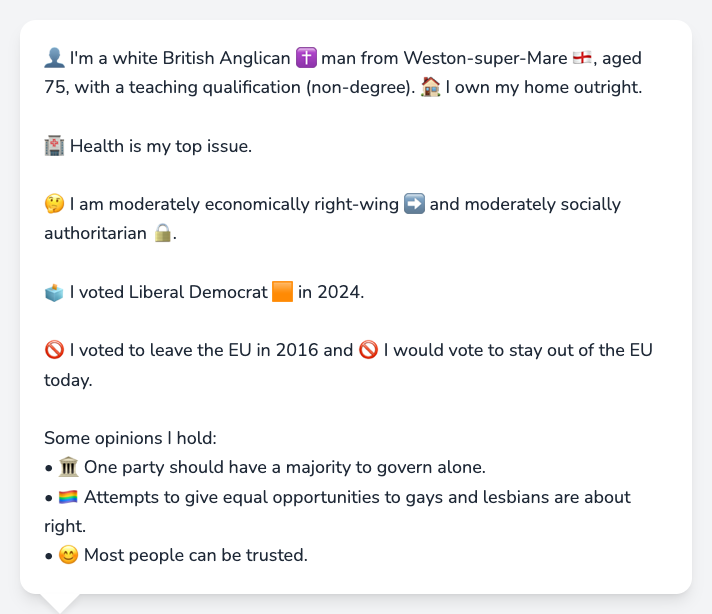 👤 I'm a white British Anglican ✝️ man from Weston-super-Mare 🏴󠁧󠁢󠁥󠁮󠁧󠁿, aged
75, with a teaching qualification (non-degree). 🏠 I own my home outright.
🏥 Health is my top issue.
🤔 I am moderately economically right-wing ➡️ and moderately socially
authoritarian 🔒.
🗳️ I voted Liberal Democrat 🟧 in 2024.
🚫 I voted to leave the EU in 2016 and 🚫 I would vote to stay out of the EU
today.
Some opinions I hold:
• 🏛️ One party should have a majority to govern alone.
• 🏳️‍🌈 Attempts to give equal opportunities to gays and lesbians are about
right.
• 😊 Most people can be trusted.